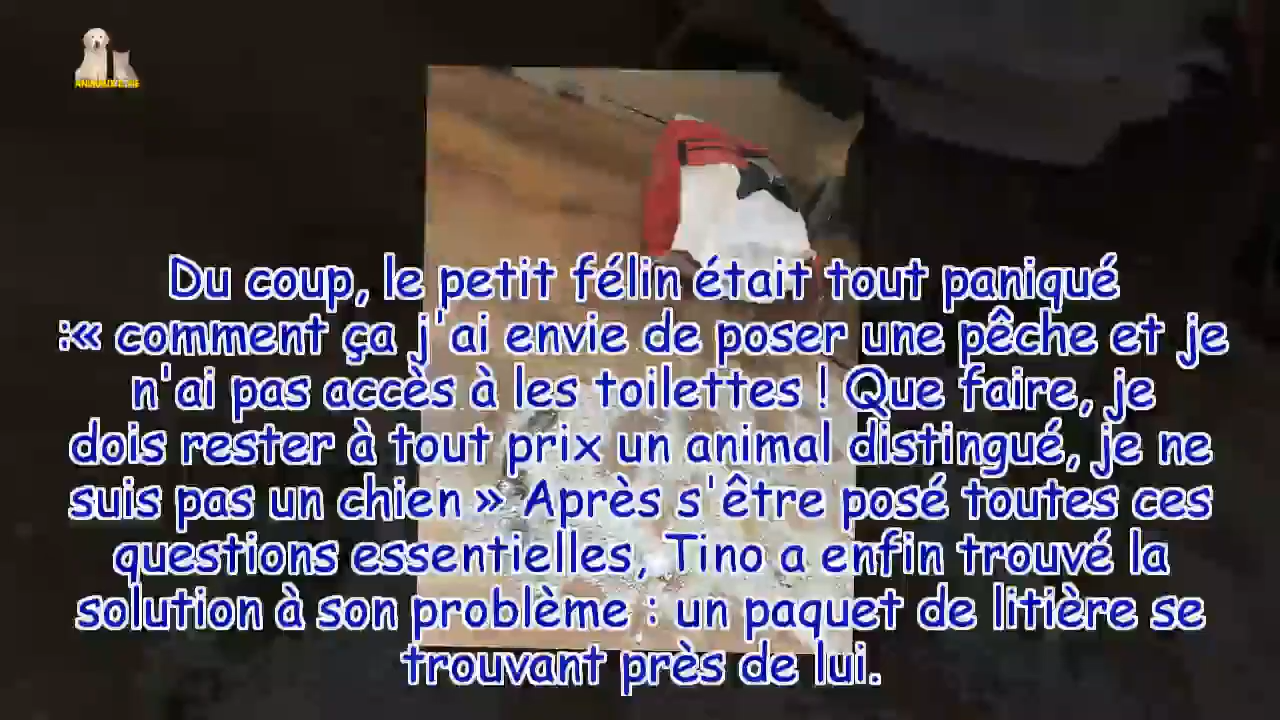 Du coup, le petit félin était tout paniqué
:« comment ça j'ai envie de poser une pêche et je
n'ai pas accès à les toilettes ! Que faire, je
dois rester à tout prix un animal distingué, je ne
suis pas un chien » Après s'être posé toutes ces
questions essentielles, Tino a enfin trouvé la
solution à son problème : un paquet de litière se
trouvant près de lui.